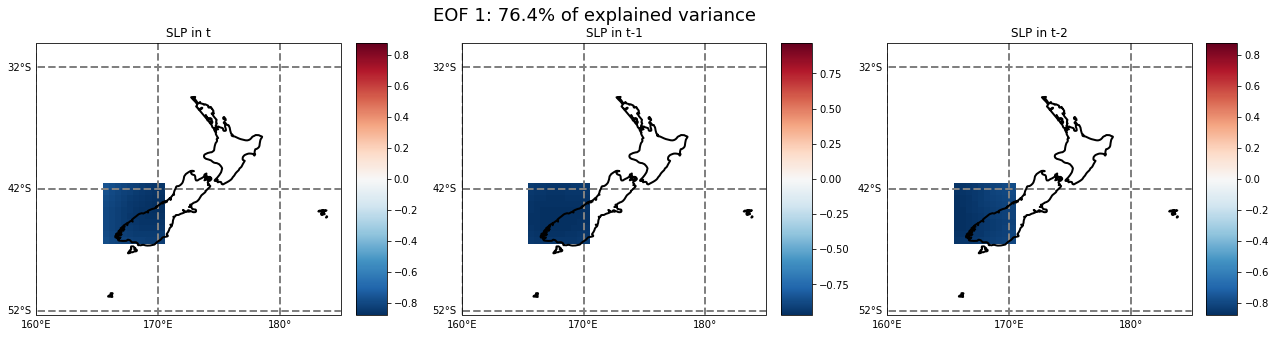 EOF 1: 76.4% of explained variance
SLP in t
32°S
42°S
52°S
160°E
170°E
180°
0.8
0.6
0.4
0.2
0.0
−0.2
−0.4
−0.6
−0.8
SLP in t-1
32°S
42°S
52°S
160°E
170°E
180°
0.75
0.50
0.25
0.00
−0.25
−0.50
−0.75
SLP in t-2
32°S
42°S
52°S
160°E
170°E
180°
0.8
0.6
0.4
0.2
0.0
−0.2
−0.4
−0.6
−0.8